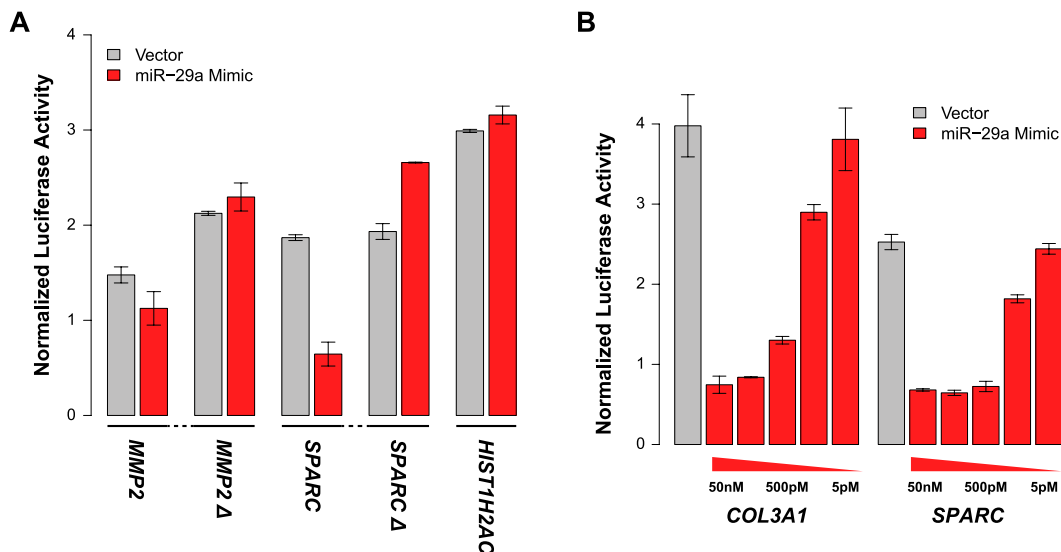 A
Normalized Luciferase Activity
4
3
2
1
0
Vector
miR−29a Mimic
MMP2
MMP2 Δ
SPARC
SPARC Δ
HIST1H2AC
B
Normalized Luciferase Activity
4
3
2
1
0
Vector
miR−29a Mimic
50nM 500pM 5pM 50nM 500pM 5pM
COL3A1 SPARC